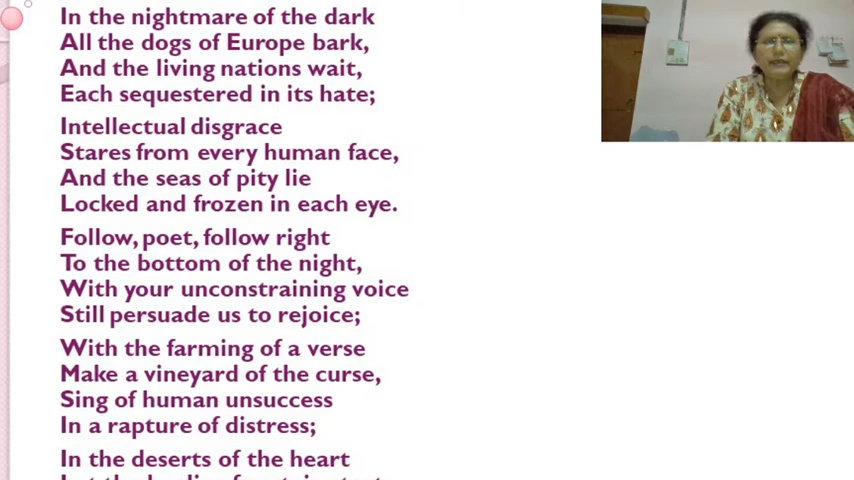 In the nightmare of the dark
All the dogs of Europe bark,
And the living nations wait,
Each sequestered in its hate;
Intellectual disgrace
Stares from every human face,
And the seas of pity lie
Locked and frozen in each eye.
Follow, poet, follow right
To the bottom of the night,
With your unconstraining voice
Still persuade us to rejoice;
With the farming of a verse
Make a vineyard of the curse,
Sing of human unsuccess
In a rapture of distress;
In the deserts of the heart